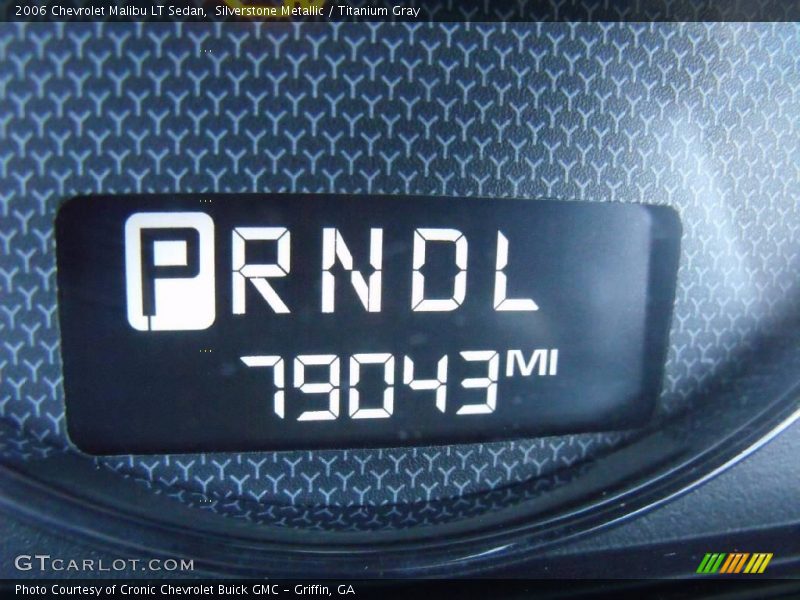 2006 Chevrolet Malibu LT Sedan, Silverstone Metallic / Titanium Gray
PRNDL
79043 MI
GTCARLOT.COM
Photo Courtesy of Cronic Chevrolet Buick GMC - Griffin, GA